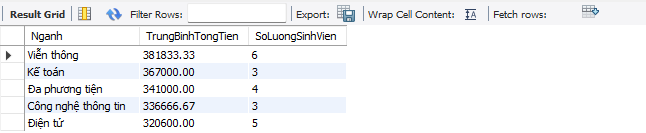 Result Grid Filter Rows: Export: Wrap Cell Content: Fetch rows:
Nganh TrungBinhTongTien SoLuongSinhVien
Viễn thông 381833.33 6
Kế toán 367000.00 3
Đa phương tiện 341000.00 4
Công nghệ thông tin 336666.67 3
Điện tử 320600.00 5